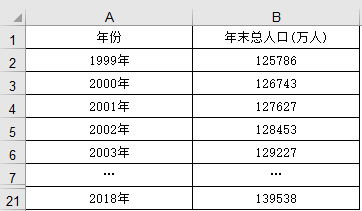 A B
1 年份 年末总人口(万人)
2 1999年 125786
3 2000年 126743
4 2001年 127627
5 2002年 128453
6 2003年 129227
7 … …
21 2018年 139538